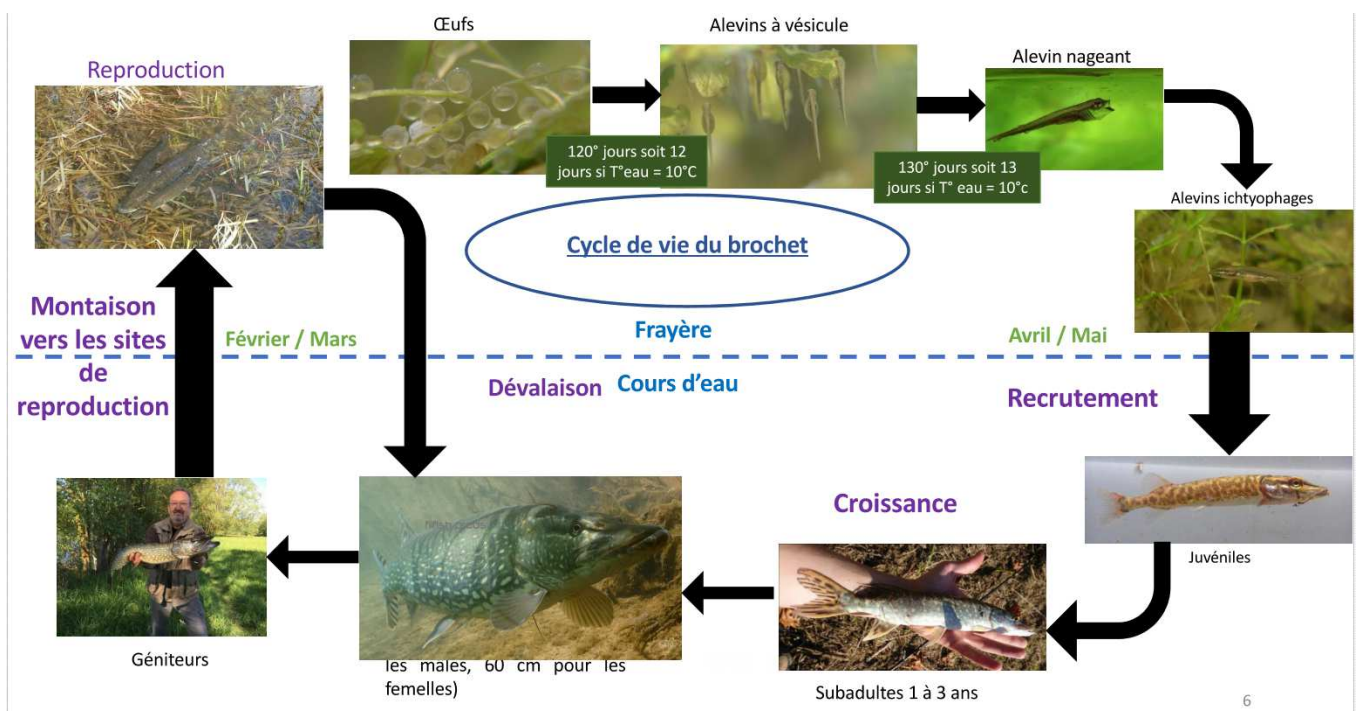 Œufs
Alevins à vésicule
Alevin nageant
Reproduction
120° jours soit 12
jours si T°eau = 10°C
130° jours soit 13
jours si T° eau = 10°c
Alevins ichtyophages
Cycle de vie du brochet
Montaison
vers les sites
de
reproduction
Février / Mars
Frayère
Avril / Mai
Dévalaison
Cours d'eau
Recrutement
Croissance
Juvéniles
Géniteurs
les males, 60 cm pour les
femelles)
Subadultes 1 à 3 ans
6